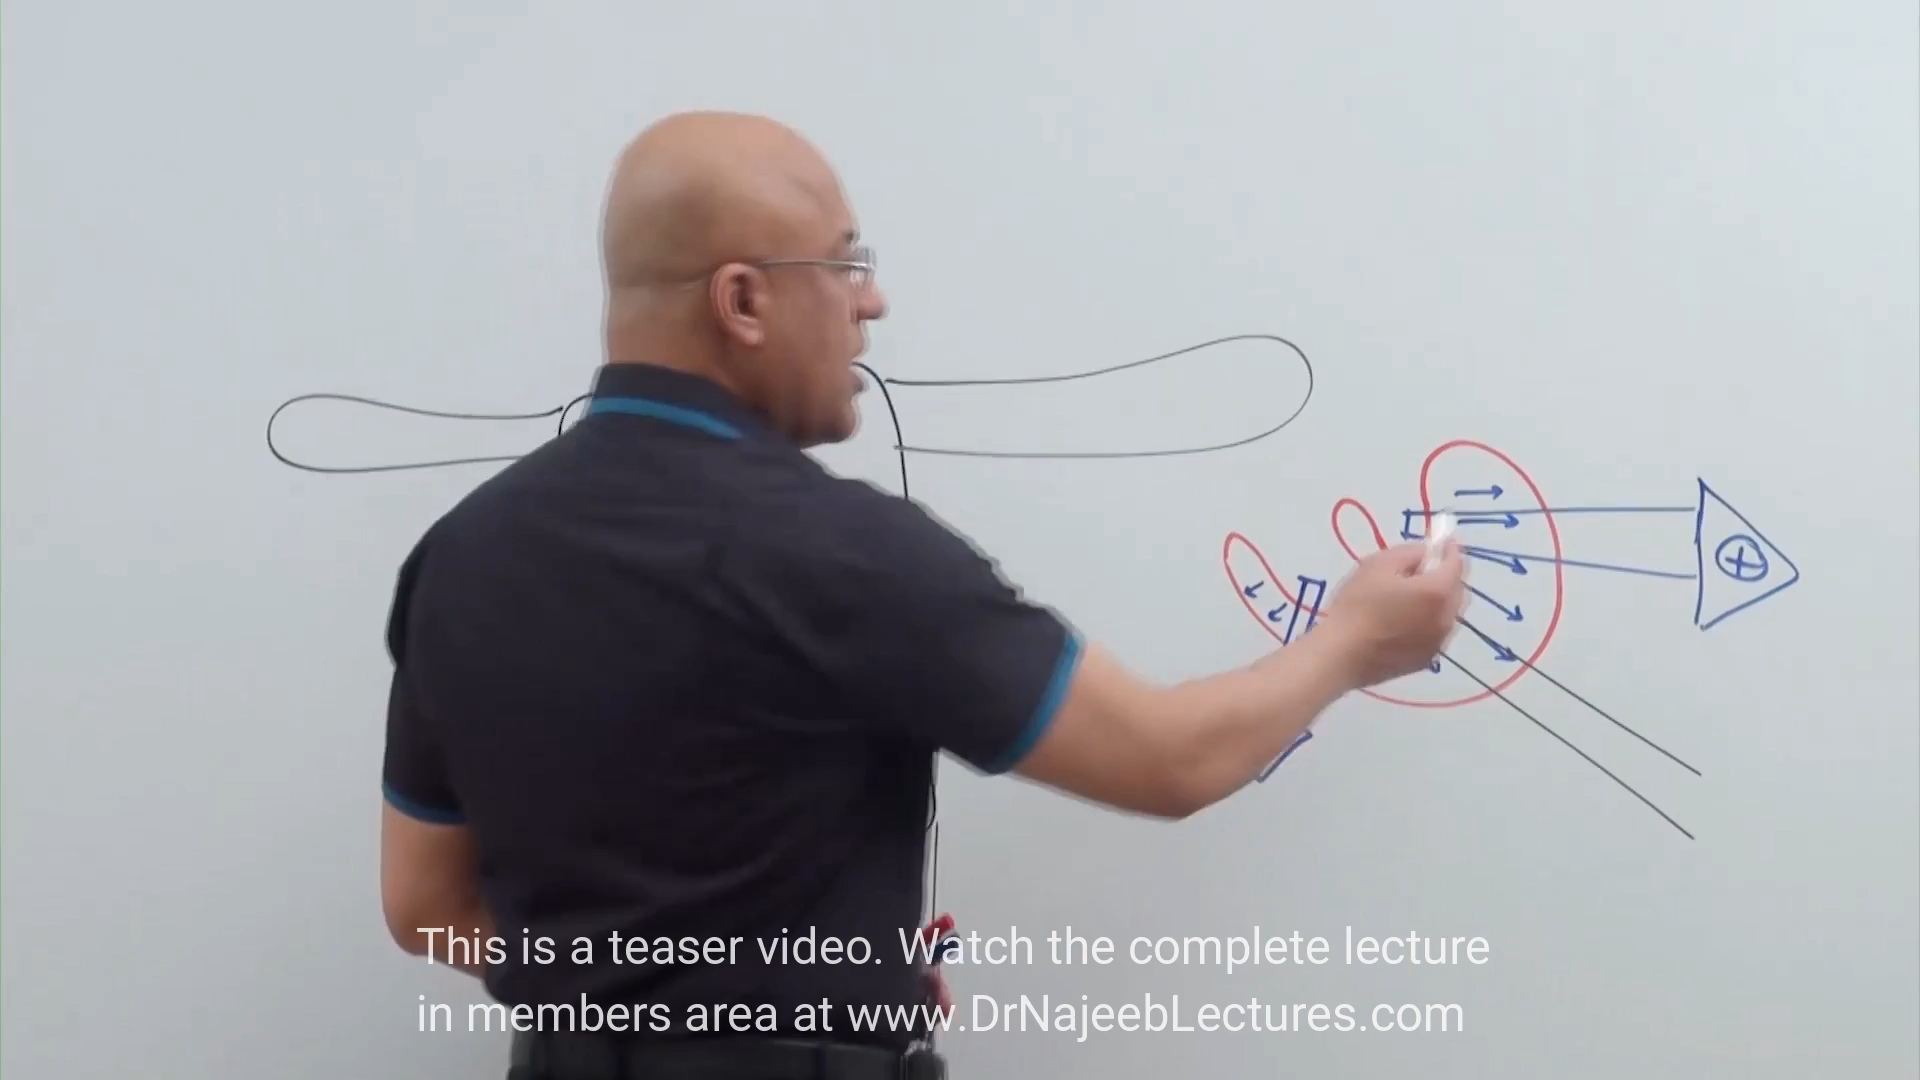 This is a teaser video. Watch the complete lecture
in members area at www.DrNajeebLectures.com